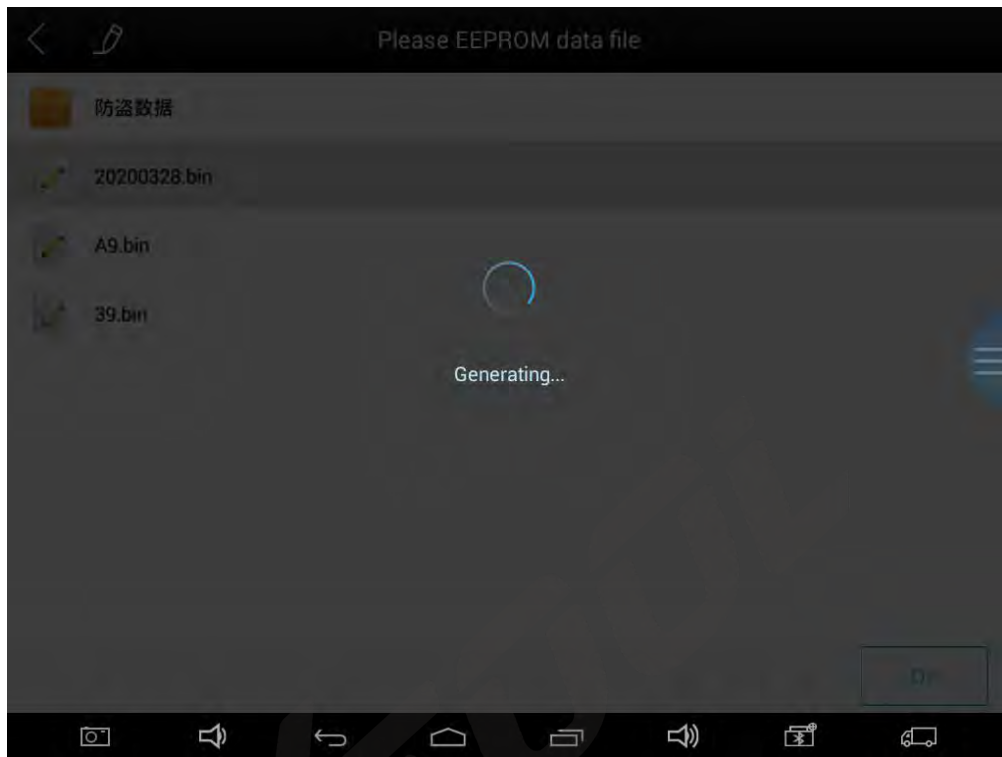 Please EEPROM data file
防盗数据
20200328.bin
A9.bin
39.bin
Generating...